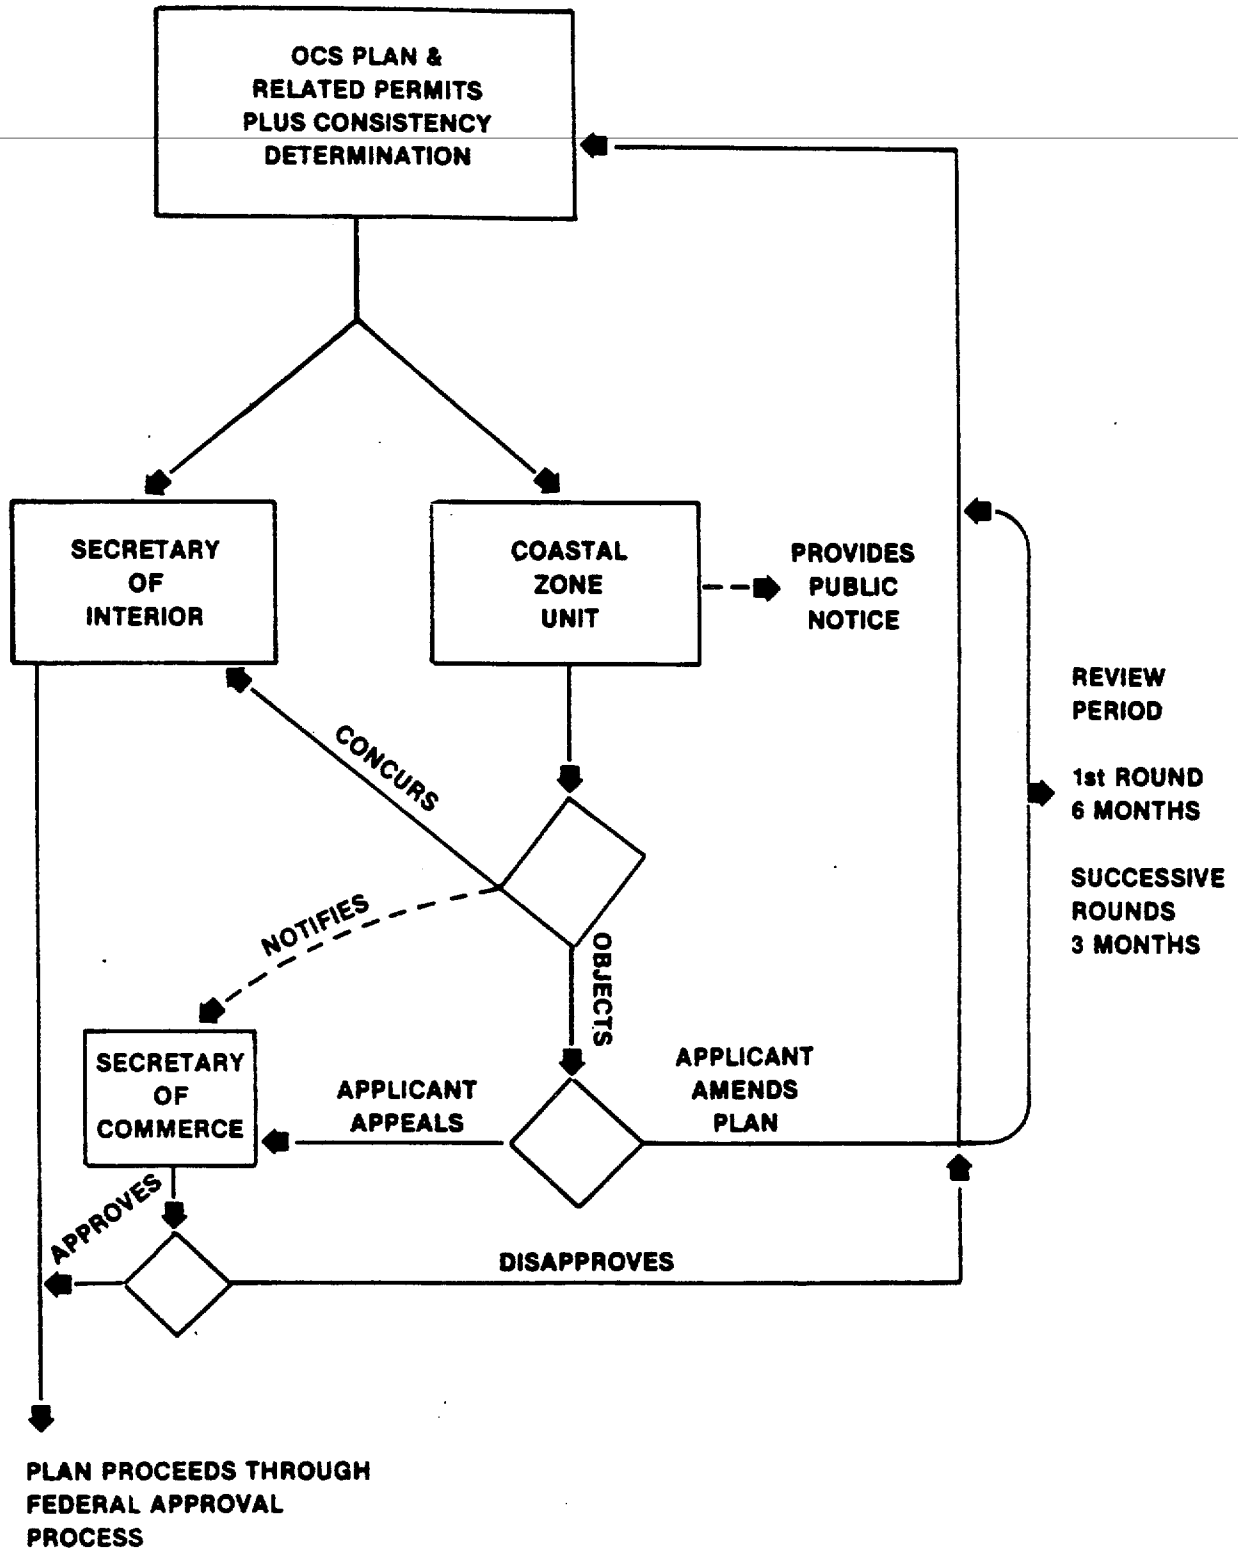 OCS PLAN &
RELATED PERMITS
PLUS CONSISTENCY
DETERMINATION
SECRETARY
OF
INTERIOR
COASTAL
ZONE
UNIT
PROVIDES
PUBLIC
NOTICE
REVIEW
PERIOD
1st ROUND
6 MONTHS
SUCCESSIVE
ROUNDS
3 MONTHS
CONCURS
NOTIFIES
OBJECTS
SECRETARY
OF
COMMERCE
APPLICANT
APPEALS
APPLICANT
AMENDS
PLAN
APPROVES
DISAPPROVES
PLAN PROCEEDS THROUGH
FEDERAL APPROVAL
PROCESS